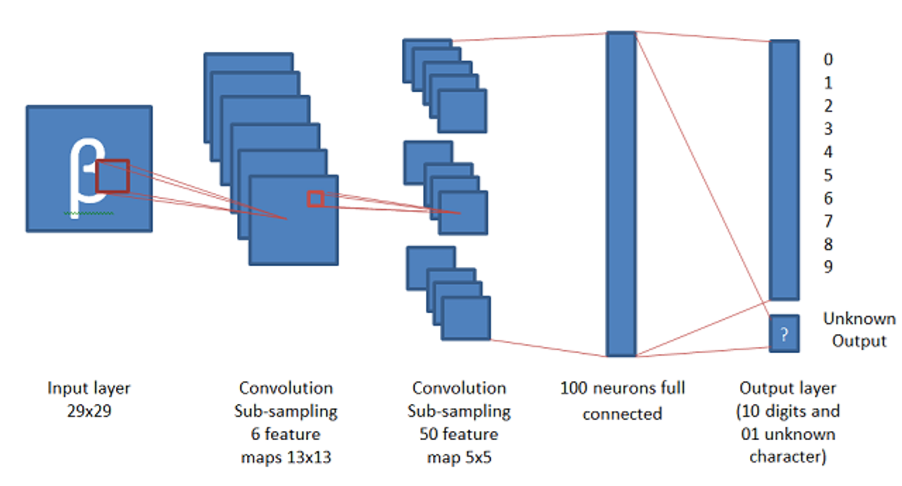 β
0
1
2
3
4
5
6
7
8
9
?
Unknown
Output
Input layer
29x29
Convolution
Sub-sampling
6 feature
maps 13x13
Convolution
Sub-sampling
50 feature
map 5x5
100 neurons full
connected
Output layer
(10 digits and
01 unknown
character)